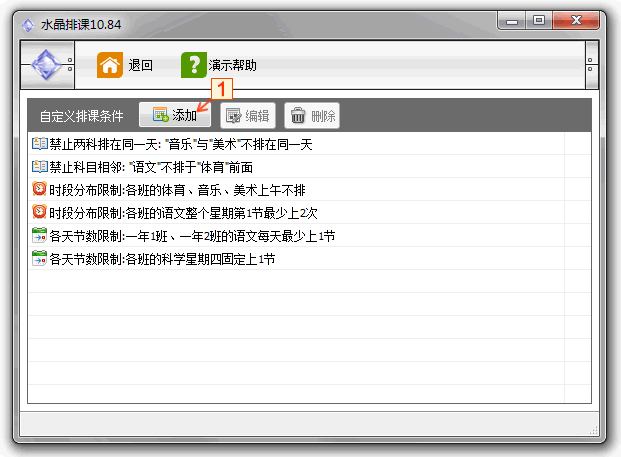 水晶排课10.84
退回 演示帮助
1
自定义排课条件 添加 编辑 删除
禁止两科排在同一天: "音乐"与"美术"不排在同一天
禁止科目相邻: "语文"不排于"体育"前面
时段分布限制:各班的体育、音乐、美术上午不排
时段分布限制:各班的语文整个星期第1节最少上2次
各天节数限制:一年1班、一年2班的语文每天最少上1节
各天节数限制:各班的科学星期四固定上1节